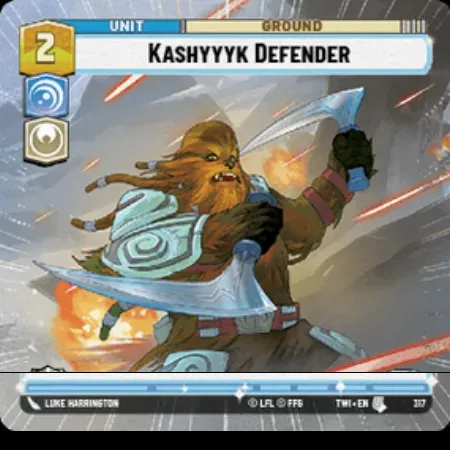 UNIT
GROUND
2
KASHYYYK DEFENDER
LUKE HARRINGTON
© LFL © FFG
TWI • EN
317